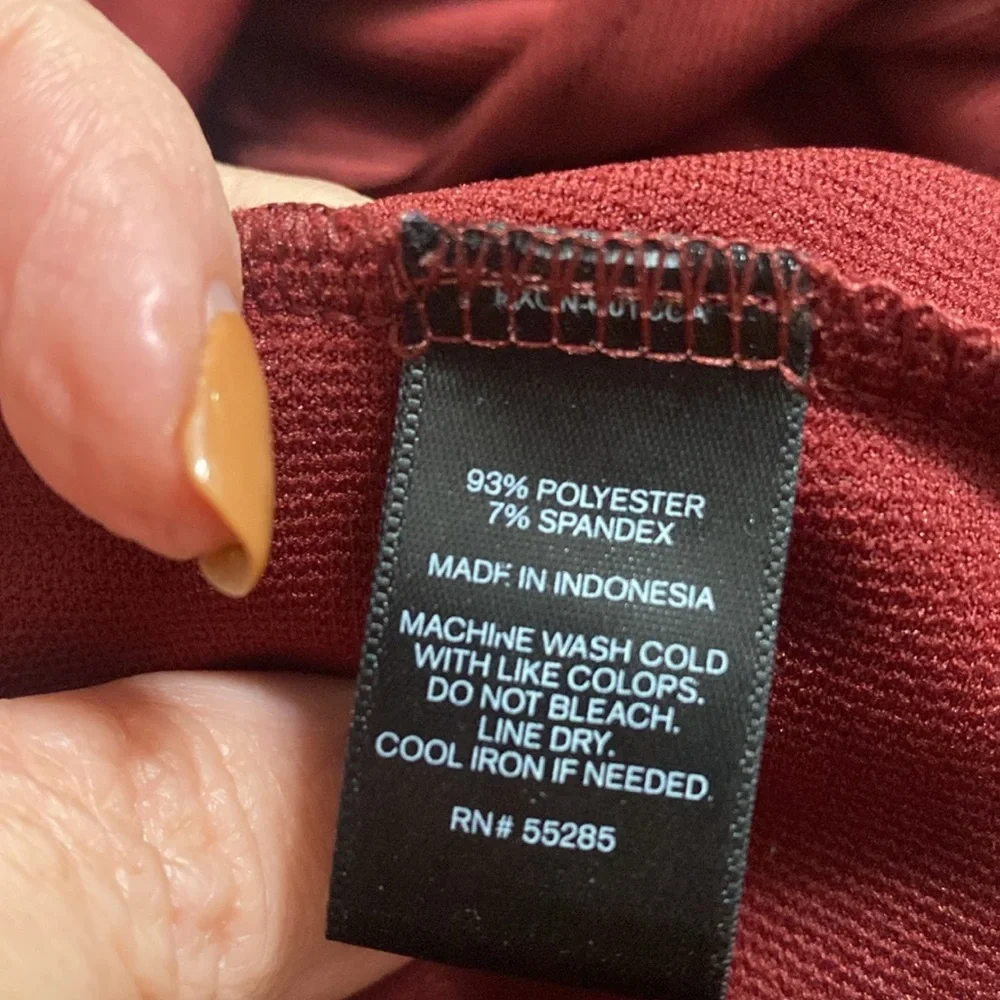 93% POLYESTER
7% SPANDEX
MADE IN INDONESIA
MACHINE WASH COLD
WITH LIKE COLORS.
DO NOT BLEACH.
LINE DRY.
COOL IRON IF NEEDED.
RN# 55285